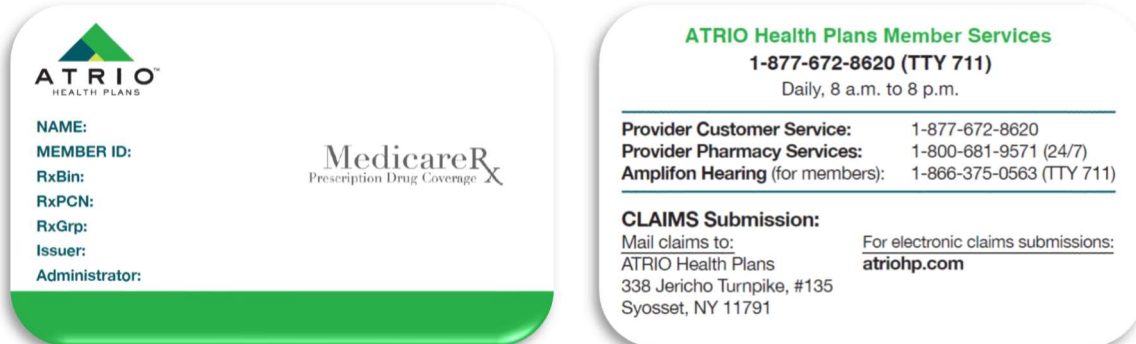 ATRIO™
HEALTH PLANS
NAME:
MEMBER ID:
RxBin:
RxPCN:
RxGrp:
Issuer:
Administrator:
MedicareRx
Prescription Drug Coverage
ATRIO Health Plans Member Services
1-877-672-8620 (TTY 711)
Daily, 8 a.m. to 8 p.m.
Provider Customer Service: 1-877-672-8620
Provider Pharmacy Services: 1-800-681-9571 (24/7)
Amplifon Hearing (for members): 1-866-375-0563 (TTY 711)
CLAIMS Submission:
Mail claims to:
ATRIO Health Plans
338 Jericho Turnpike, #135
Syosset, NY 11791
For electronic claims submissions:
atriohp.com